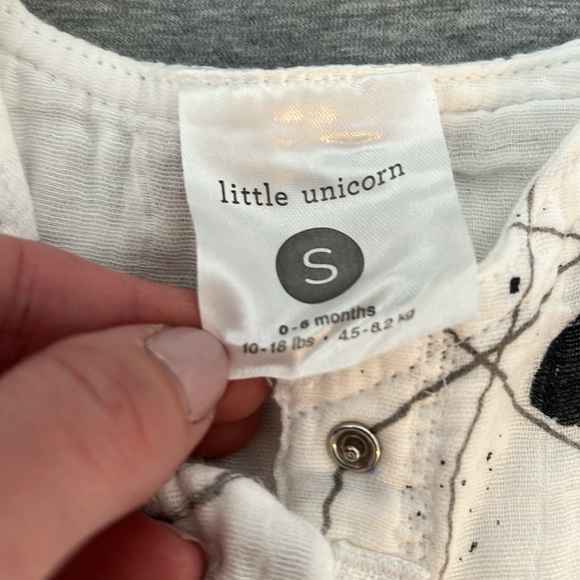 little unicorn
S
0-6 months
10-18 lbs • 4.5-8.2 kg